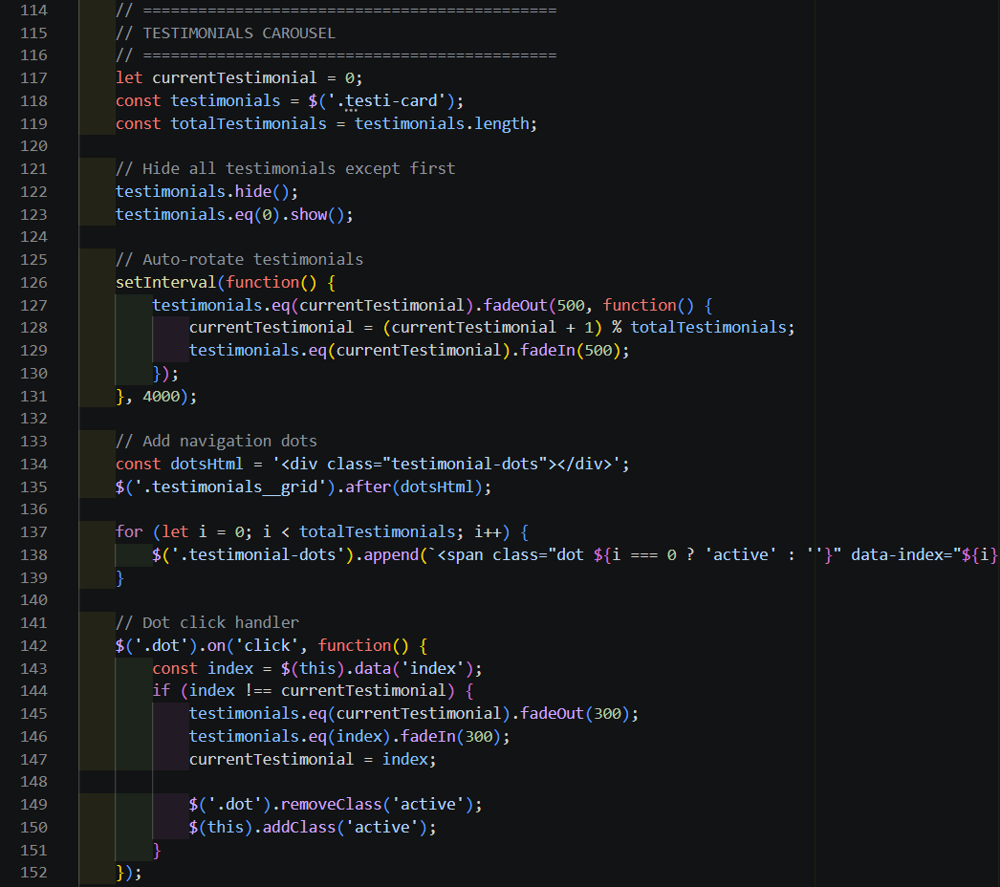 114 // =============================================
115 // TESTIMONIALS CAROUSEL
116 // =============================================
117 let currentTestimonial = 0;
118 const testimonials = $('.testi-card');
119 const totalTestimonials = testimonials.length;
120
121 // Hide all testimonials except first
122 testimonials.hide();
123 testimonials.eq(0).show();
124
125 // Auto-rotate testimonials
126 setInterval(function() {
127 testimonials.eq(currentTestimonial).fadeOut(500, function() {
128 currentTestimonial = (currentTestimonial + 1) % totalTestimonials;
129 testimonials.eq(currentTestimonial).fadeIn(500);
130 });
131 }, 4000);
132
133 // Add navigation dots
134 const dotsHtml = '<div class="testimonial-dots"></div>';
135 $('.testimonials__grid').after(dotsHtml);
136
137 for (let i = 0; i < totalTestimonials; i++) {
138 $('.testimonial-dots').append(`<span class="dot ${i === 0 ? 'active' : ''}" data-index="${i}
139 }
140
141 // Dot click handler
142 $('.dot').on('click', function() {
143 const index = $(this).data('index');
144 if (index !== currentTestimonial) {
145 testimonials.eq(currentTestimonial).fadeOut(300);
146 testimonials.eq(index).fadeIn(300);
147 currentTestimonial = index;
148
149 $('.dot').removeClass('active');
150 $(this).addClass('active');
151 }
152 });